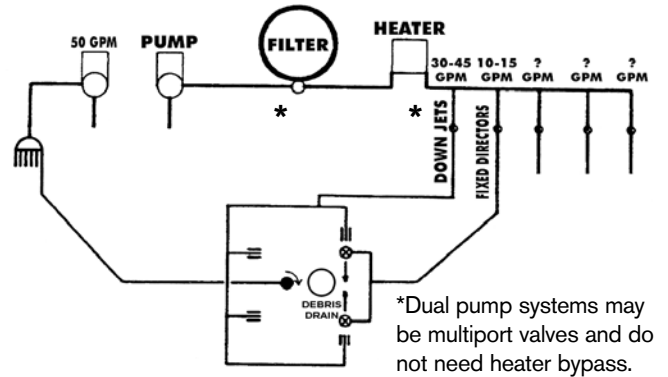 50 GPM
PUMP
FILTER
HEATER
30-45 GPM
10-15 GPM
? GPM
? GPM
? GPM
*
*
DOWN JETS
FIXED DIRECTORS
DEBRIS
DRAIN
*Dual pump systems may
be multiport valves and do
not need heater bypass.